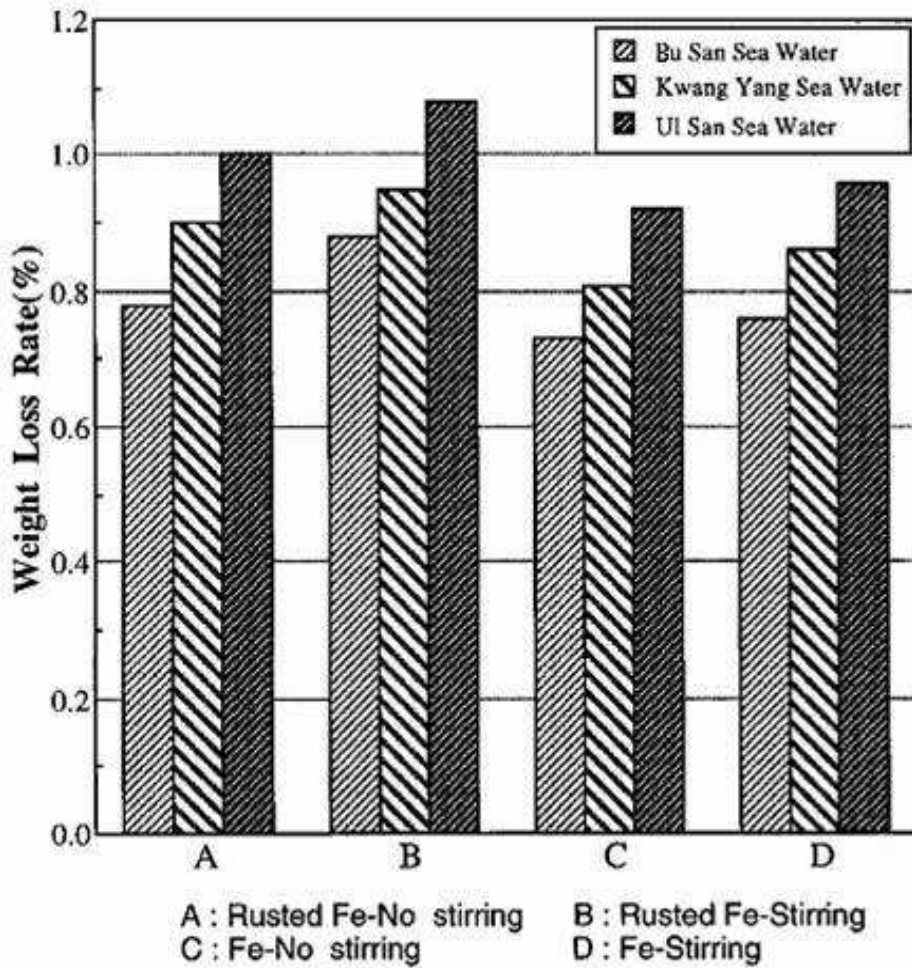 Weight Loss Rate(%)
1.2
1.0
0.8
0.6
0.4
0.2
0.0
Bu San Sea Water
Kwang Yang Sea Water
Ul San Sea Water
A B C D
A : Rusted Fe-No stirring B : Rusted Fe-Stirring
C : Fe-No stirring D : Fe-Stirring